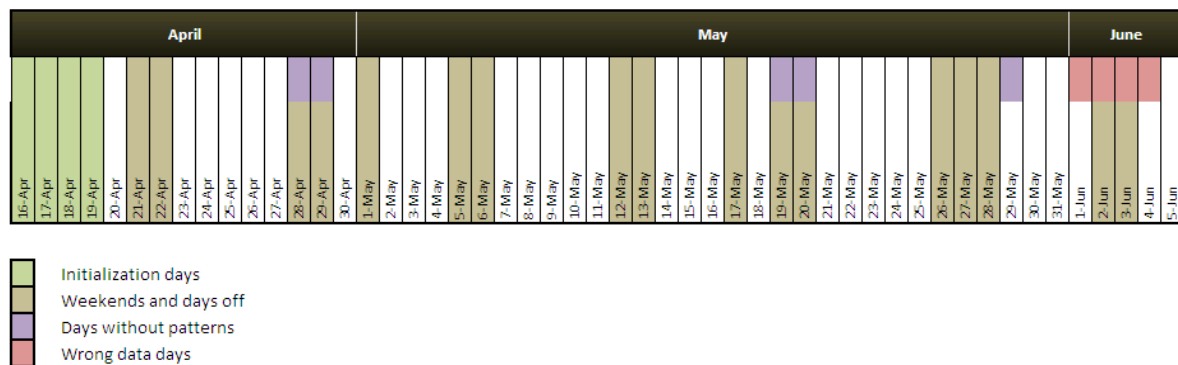 April May June
16-Apr 17-Apr 18-Apr 19-Apr 20-Apr 21-Apr 22-Apr 23-Apr 24-Apr 25-Apr 26-Apr 27-Apr 28-Apr 29-Apr 30-Apr 1-May 2-May 3-May 4-May 5-May 6-May 7-May 8-May 9-May 10-May 11-May 12-May 13-May 14-May 15-May 16-May 17-May 18-May 19-May 20-May 21-May 22-May 23-May 24-May 25-May 26-May 27-May 28-May 29-May 30-May 31-May 1-Jun 2-Jun 3-Jun 4-Jun 5-Jun
Initialization days
Weekends and days off
Days without patterns
Wrong data days